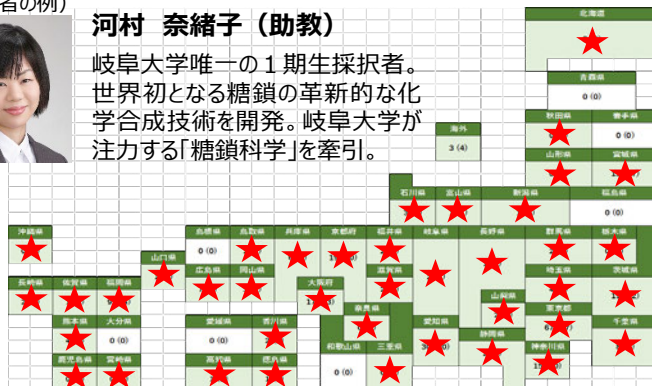 者の例）
河村 奈緒子（助教）
岐阜大学唯一の１期生採択者。
世界初となる糖鎖の革新的な化
学合成技術を開発。岐阜大学が
注力する「糖鎖科学」を牽引。
北海道
青森県
0 (0)
秋田県 岩手県
0 (0)
海外
3 (4)
山形県 宮城県
石川県 富山県 新潟県 福島県
0 (0)
沖縄県 島根県 鳥取県 兵庫県 京都府 福井県 岐阜県 長野県 群馬県 栃木県
0 (0)
山口県 広島県 岡山県 滋賀県 埼玉県 茨城県
長崎県 佐賀県 福岡県 大阪府
山梨県
奈良県 東京都
熊本県 大分県 愛媛県 香川県 愛知県 千葉県
0 (0) 0 (0)
静岡県
和歌山県 三重県 神奈川県
0 (0)
鹿児島県 宮崎県 高知県 徳島県